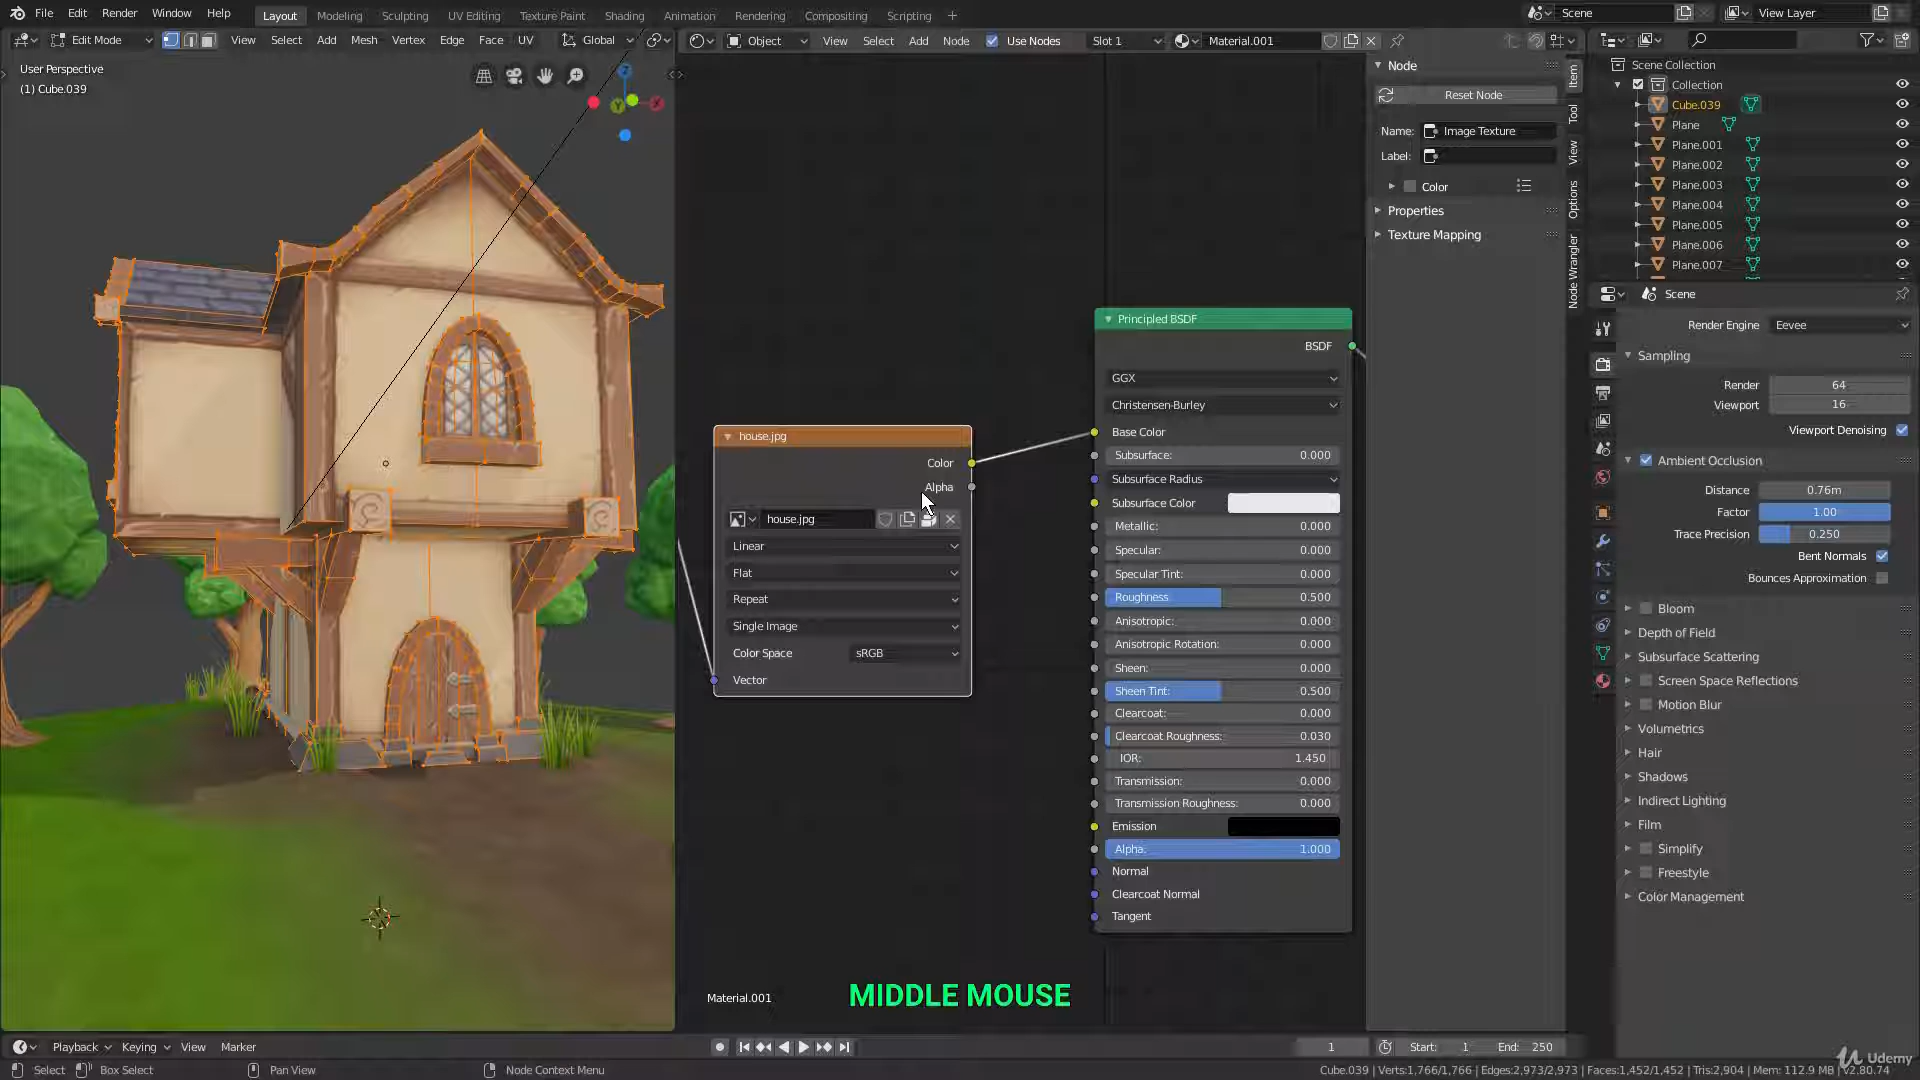 File Edit Render Window Help Layout Modeling Sculpting UV Editing Texture Paint Shading Animation Rendering Compositing Scripting + Scene View Layer
Edit Mode View Select Add Mesh Vertex Edge Face UV Global Object View Select Add Node Use Nodes Slot 1 Material.001
User Perspective
(1) Cube.039
Node
Reset Node
Name: Image Texture
Label:
Color
Properties
Texture Mapping
Item
Tool
View
Options
Node Wrangler
Principled BSDF
BSDF
GGX
Christensen-Burley
Base Color
Subsurface: 0.000
Subsurface Radius
Subsurface Color
Metallic: 0.000
Specular: 0.000
Specular Tint: 0.000
Roughness: 0.500
Anisotropic: 0.000
Anisotropic Rotation: 0.000
Sheen: 0.000
Sheen Tint: 0.500
Clearcoat: 0.000
Clearcoat Roughness: 0.030
IOR: 1.450
Transmission: 0.000
Transmission Roughness: 0.000
Emission
Alpha: 1.000
Normal
Clearcoat Normal
Tangent
house.jpg
Color
Alpha
house.jpg
Linear
Flat
Repeat
Single Image
Color Space sRGB
Vector
Material.001
MIDDLE MOUSE
Scene Collection
Collection
Cube.039
Plane
Plane.001
Plane.002
Plane.003
Plane.004
Plane.005
Plane.006
Plane.007
Scene
Render Engine Eevee
Sampling
Render 64
Viewport 16
Viewport Denoising
Ambient Occlusion
Distance 0.76m
Factor 1.00
Trace Precision 0.250
Bent Normals
Bounces Approximation
Bloom
Depth of Field
Subsurface Scattering
Screen Space Reflections
Motion Blur
Volumetrics
Hair
Shadows
Indirect Lighting
Film
Simplify
Freestyle
Color Management
Playback Keying View Marker 1 Start: 1 End: 250
Select Box Select Pan View Node Context Menu Cube.039 | Verts:1,766/1,766 | Edges:2,973/2,973 | Faces:1,452/1,452 | Tris:2,904 | Mem: 112.9 MB | v2.80.74
Udemy